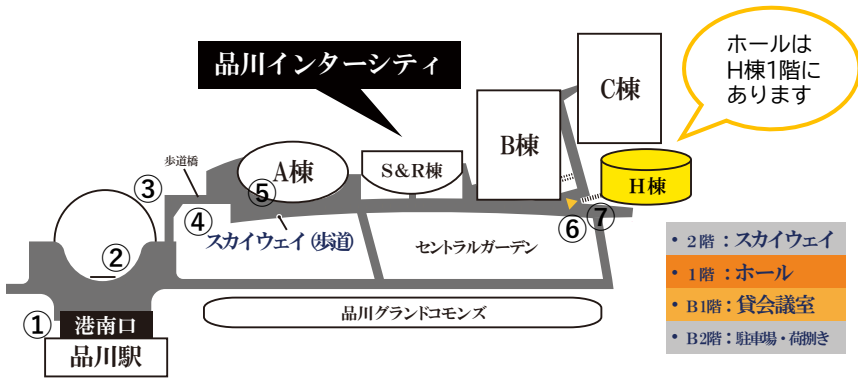 品川インターシティ
ホールは
H棟1階に
あります
C棟
B棟
歩道橋
A棟
S&R棟
H棟
③
⑤
④
⑥
⑦
スカイウェイ（歩道）
セントラルガーデン
②
①
港南口
品川駅
品川グランドコモンズ
• 2階：スカイウェイ
• 1階：ホール
• B1階：貸会議室
• B2階：駐車場・荷捌き